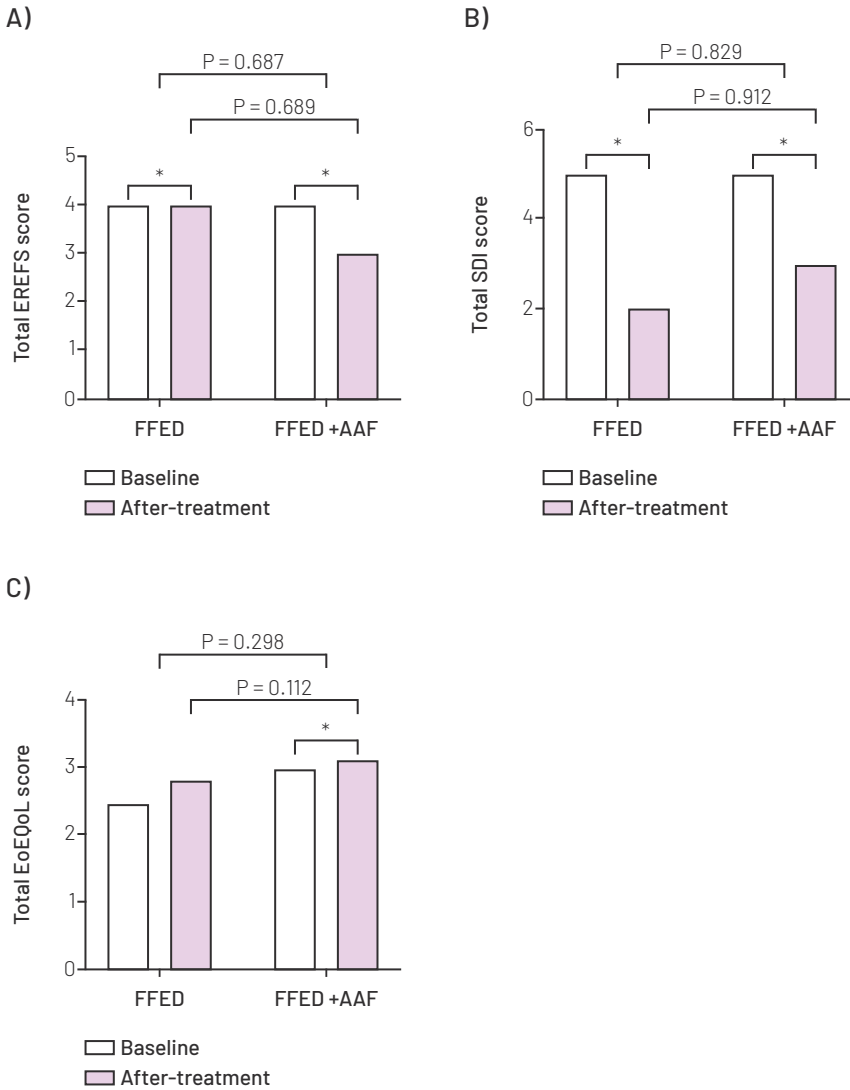 A)
P = 0.687
P = 0.689
* *
5
4
3
2
1
0
Total EREFS score
FFED FFED +AAF
Baseline
After-treatment
B)
P = 0.829
P = 0.912
* *
6
4
2
0
Total SDI score
FFED FFED +AAF
Baseline
After-treatment
C)
P = 0.298
P = 0.112
*
4
3
2
1
0
Total EoEQoL score
FFED FFED +AAF
Baseline
After-treatment